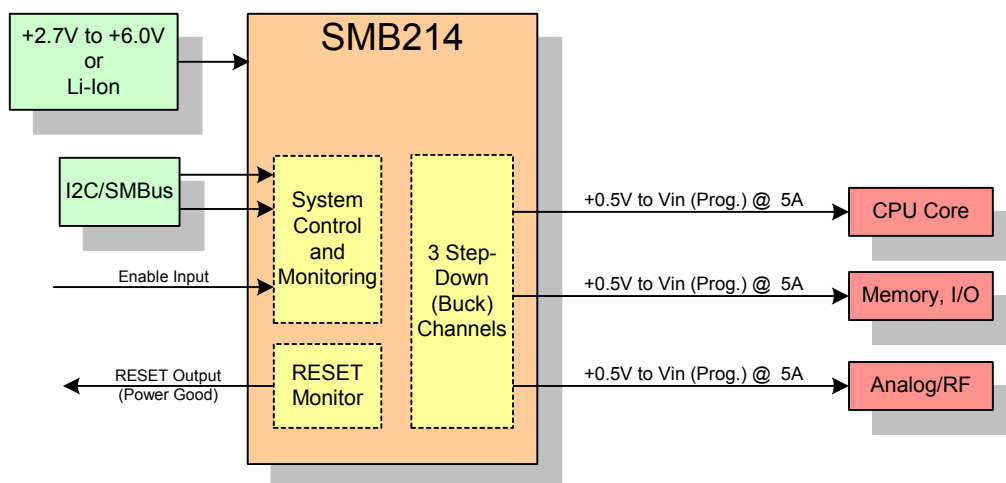 +2.7V to +6.0V
or
Li-Ion
SMB214
I2C/SMBus
System
Control
and
Monitoring
3 Step-
Down
(Buck)
Channels
RESET
Monitor
Enable Input
RESET Output
(Power Good)
+0.5V to Vin (Prog.) @ 5A
CPU Core
+0.5V to Vin (Prog.) @ 5A
Memory, I/O
+0.5V to Vin (Prog.) @ 5A
Analog/RF